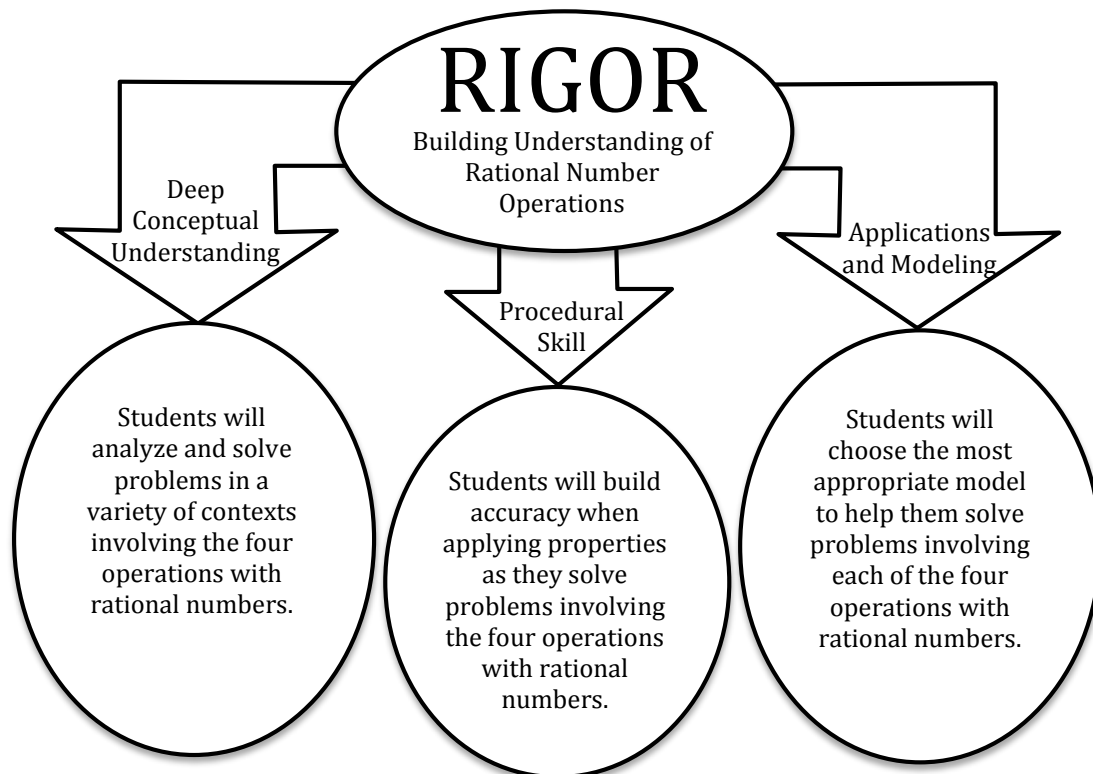 RIGOR
Building Understanding of
Rational Number
Operations
Deep
Conceptual
Understanding
Procedural
Skill
Applications
and Modeling
Students will
analyze and solve
problems in a
variety of contexts
involving the four
operations with
rational numbers.
Students will build
accuracy when
applying properties
as they solve
problems involving
the four operations
with rational
numbers.
Students will
choose the most
appropriate model
to help them solve
problems involving
each of the four
operations with
rational numbers.